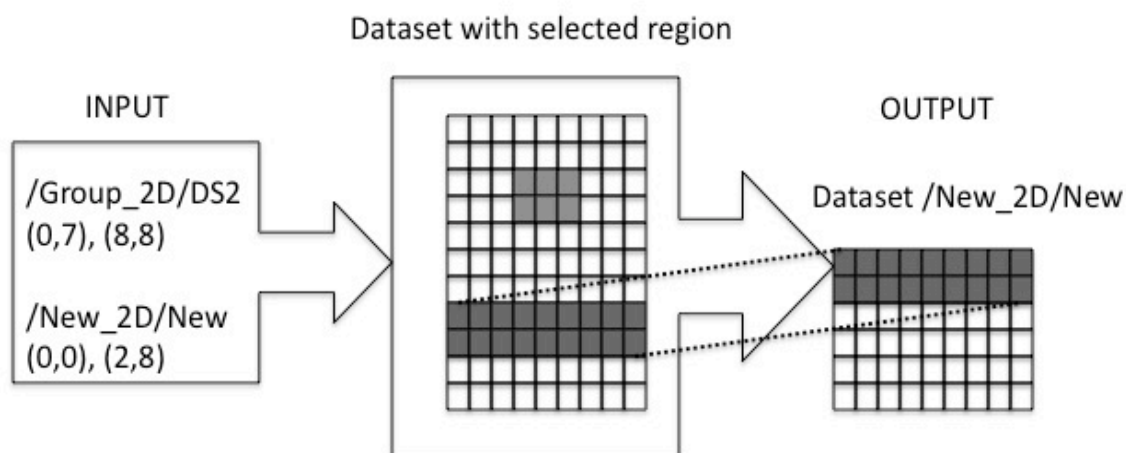 Dataset with selected region
INPUT
/Group_2D/DS2
(0,7), (8,8)
/New_2D/New
(0,0), (2,8)
OUTPUT
Dataset /New_2D/New